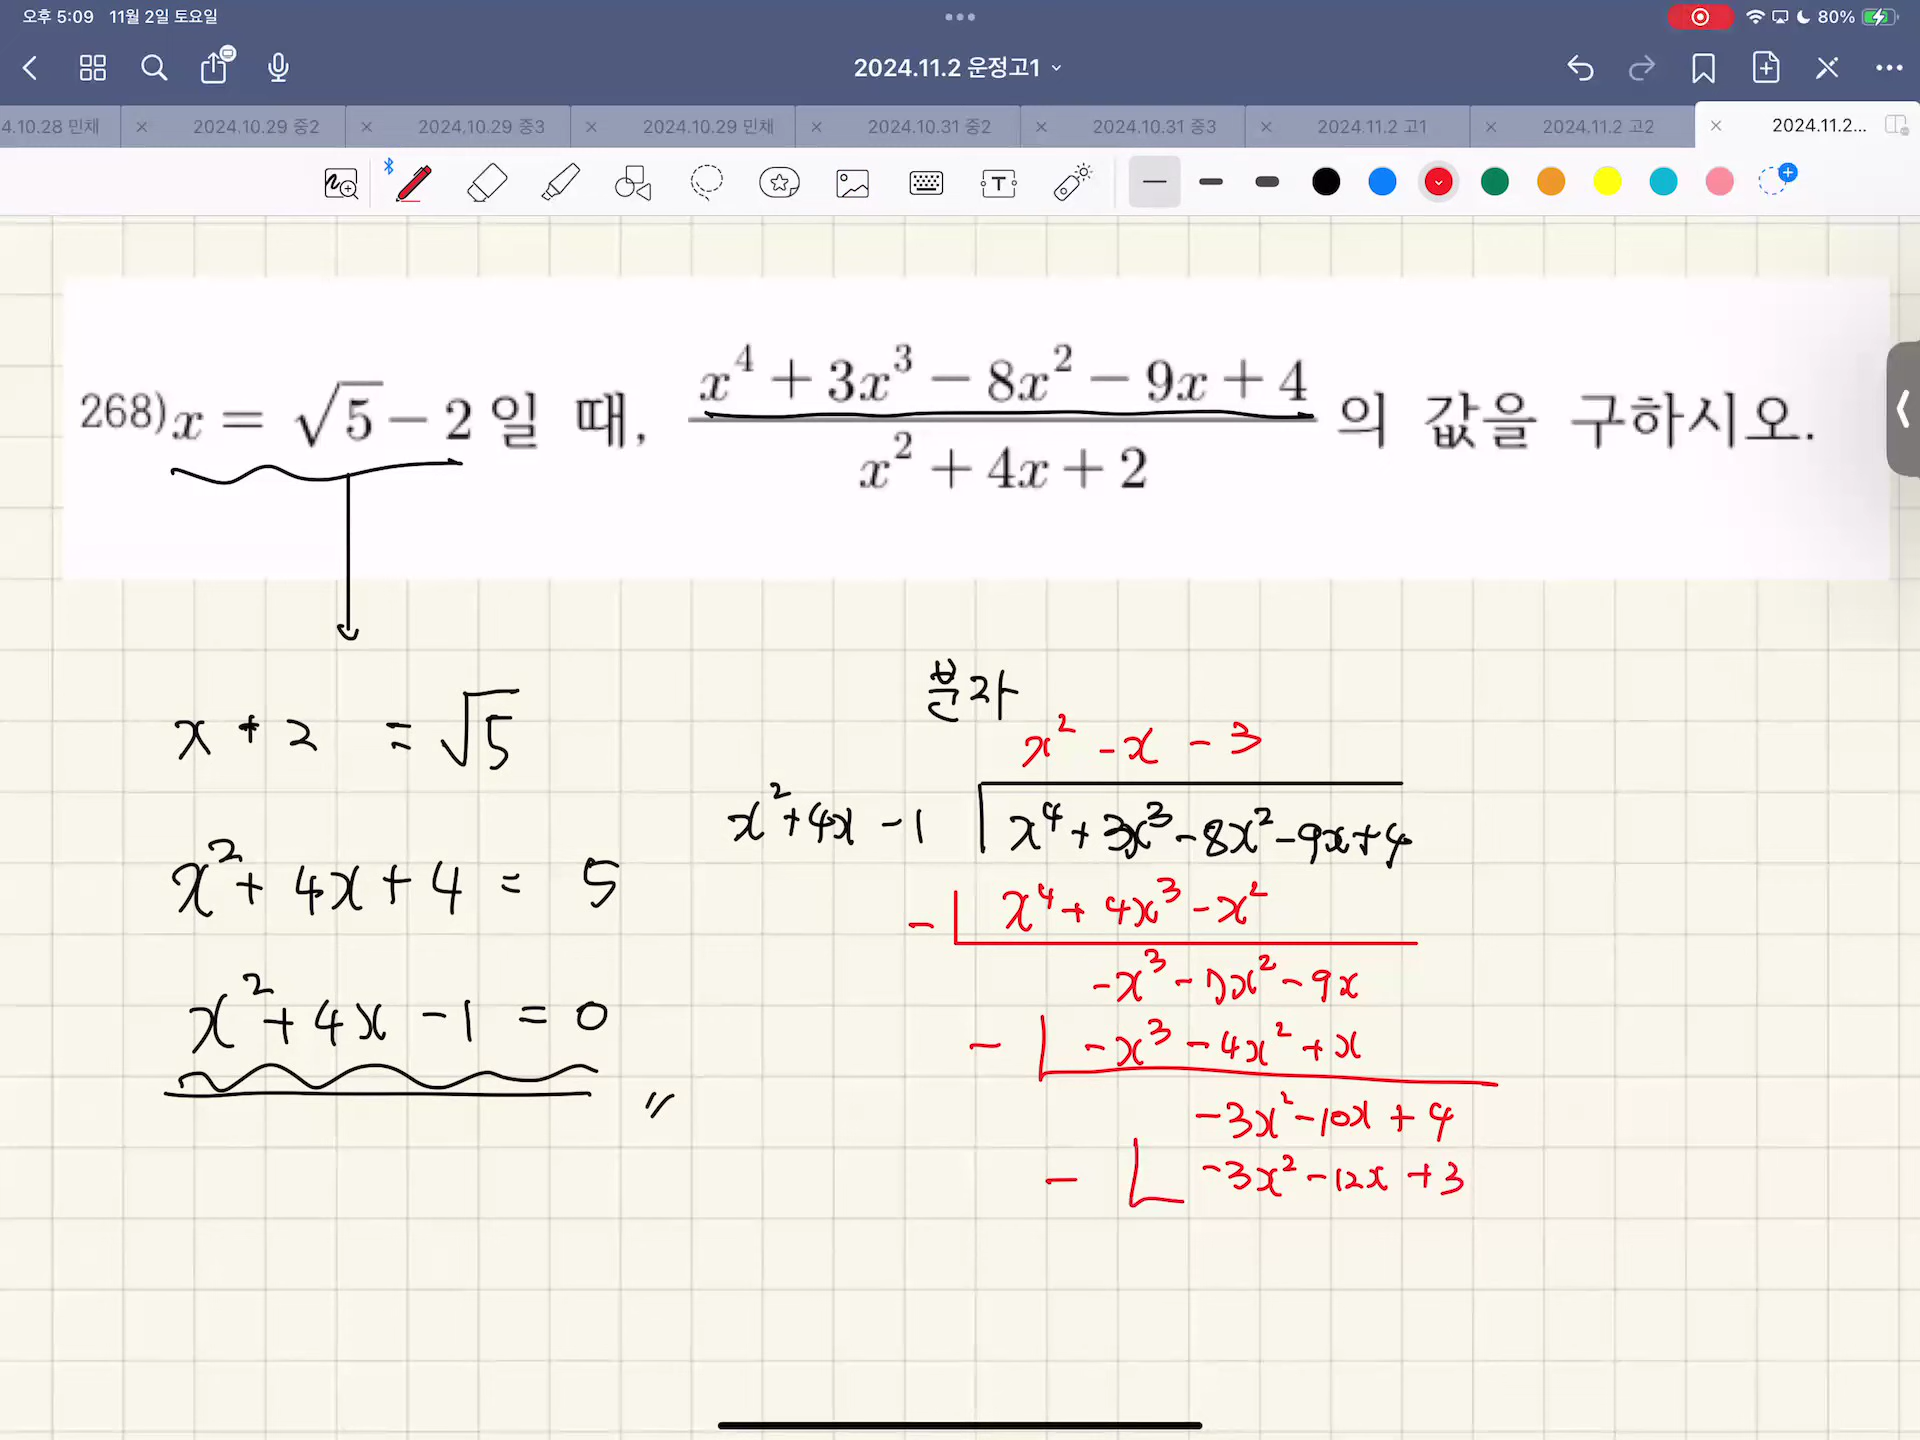 오후 5:09 11월 2일 토요일
80%
2024.11.2 운정고1
4.10.28 민채
2024.10.29 중2
2024.10.29 중3
2024.10.29 민채
2024.10.31 중2
2024.10.31 중3
2024.11.2 고1
2024.11.2 고2
2024.11.2...
268) x = √5 - 2 일 때, (x⁴ + 3x³ - 8x² - 9x + 4)/(x² + 4x + 2) 의 값을 구하시오.
x + 2 = √5
x² + 4x + 4 = 5
x² + 4x - 1 = 0
분자
x² - x - 3
x² + 4x - 1
x⁴ + 3x³ - 8x² - 9x + 4
- x⁴ + 4x³ - x²
-x³ - 7x² - 9x
- -x³ - 4x² + x
-3x² - 10x + 4
- -3x² - 12x + 3